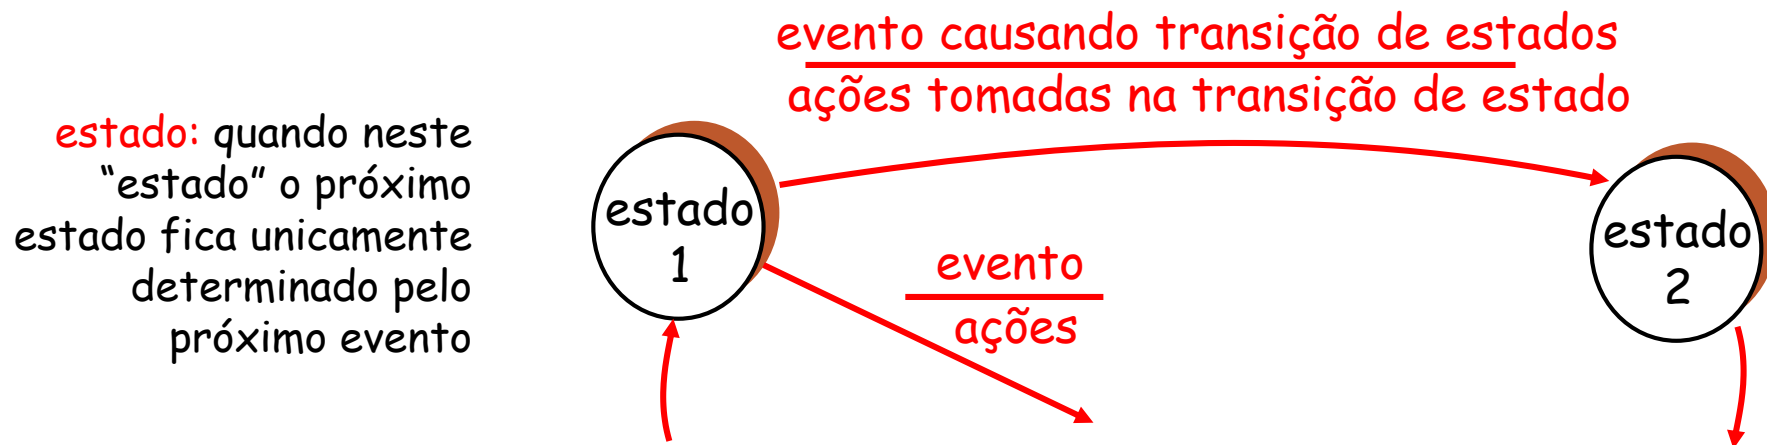 evento causando transição de estados
ações tomadas na transição de estado
estado: quando neste
“estado” o próximo
estado fica unicamente
determinado pelo
próximo evento
estado
1
evento
ações
estado
2